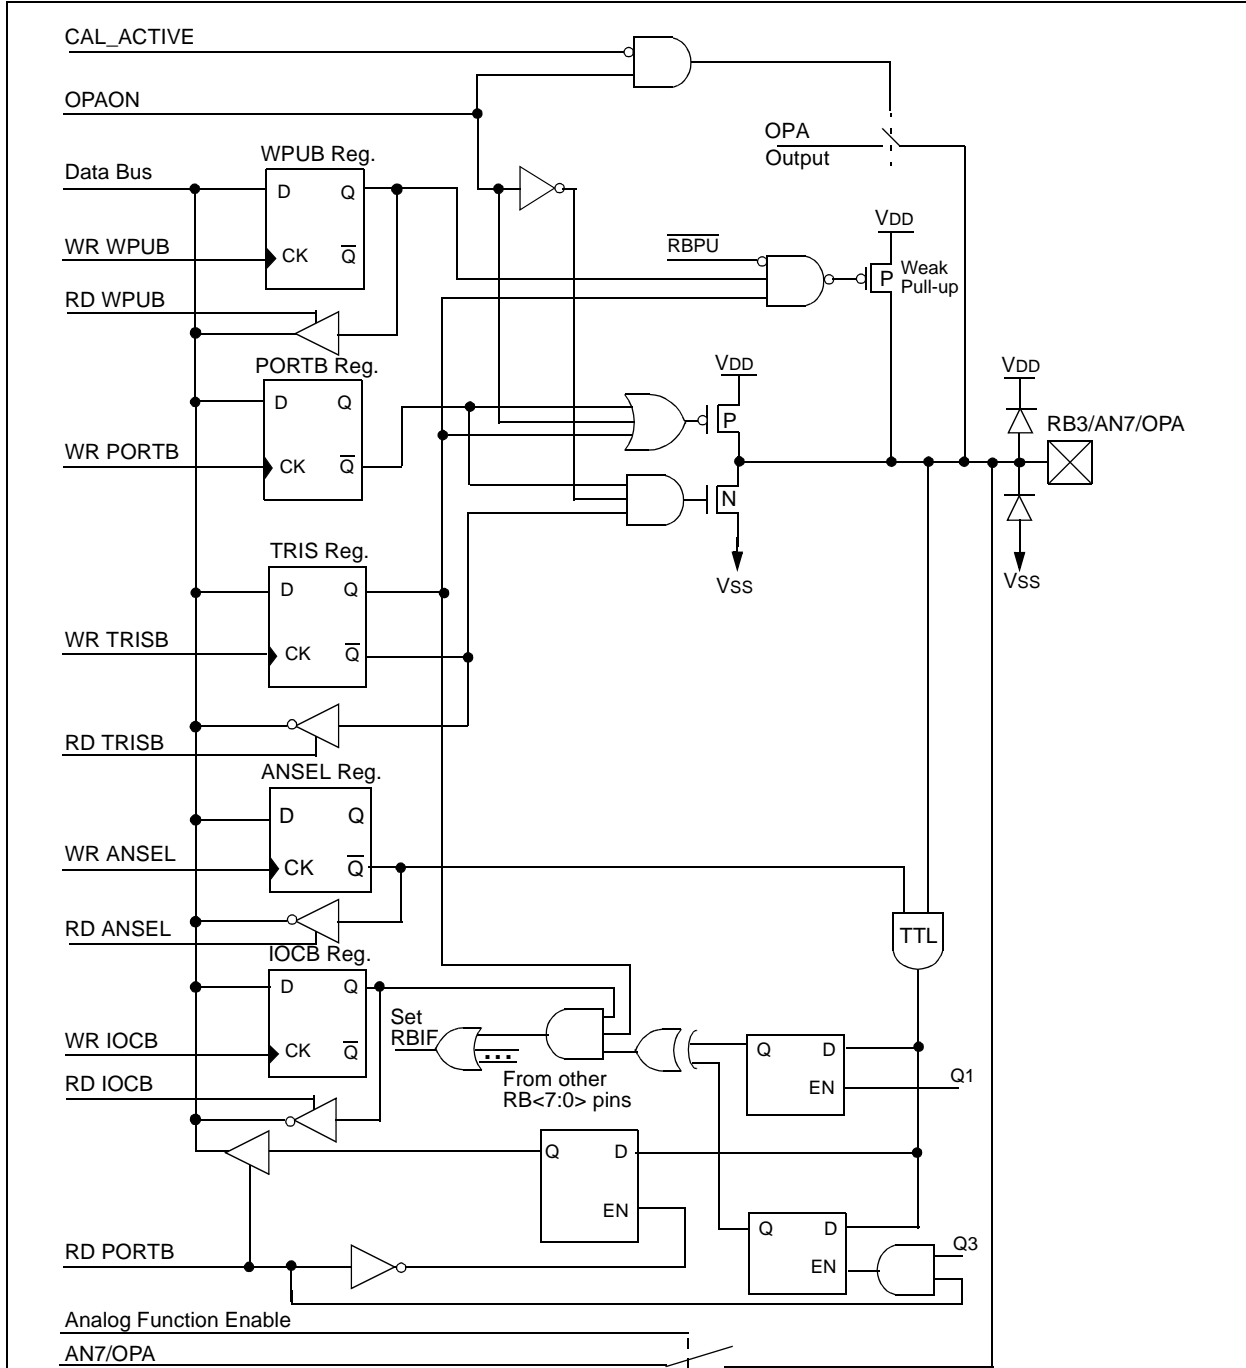 CAL_ACTIVE
OPAON
OPA
Output
WPUB Reg.
Data Bus
D
Q
WR WPUB
CK
Q̅
RD WPUB
R̅B̅P̅U̅
VDD
P
Weak
Pull-up
PORTB Reg.
D
Q
WR PORTB
CK
Q̅
VDD
P
N
VSS
VDD
RB3/AN7/OPA
VSS
TRIS Reg.
D
Q
WR TRISB
CK
Q̅
RD TRISB
ANSEL Reg.
D
Q
WR ANSEL
CK
Q̅
RD ANSEL
TTL
IOCB Reg.
D
Q
WR IOCB
CK
Q̅
RD IOCB
Set
RBIF
From other
RB<7:0> pins
Q
D
EN
Q1
Q
D
EN
Q
D
EN
Q3
RD PORTB
Analog Function Enable
AN7/OPA